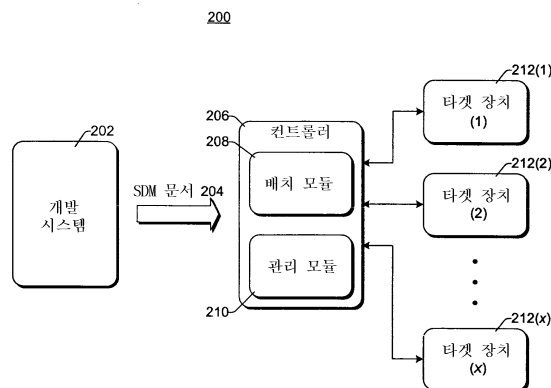 200
202
개발
시스템
SDM 문서 204
206
컨트롤러
208
배치 모듈
관리 모듈
210
212(1)
타겟 장치
(1)
212(2)
타겟 장치
(2)
212(x)
타겟 장치
(x)